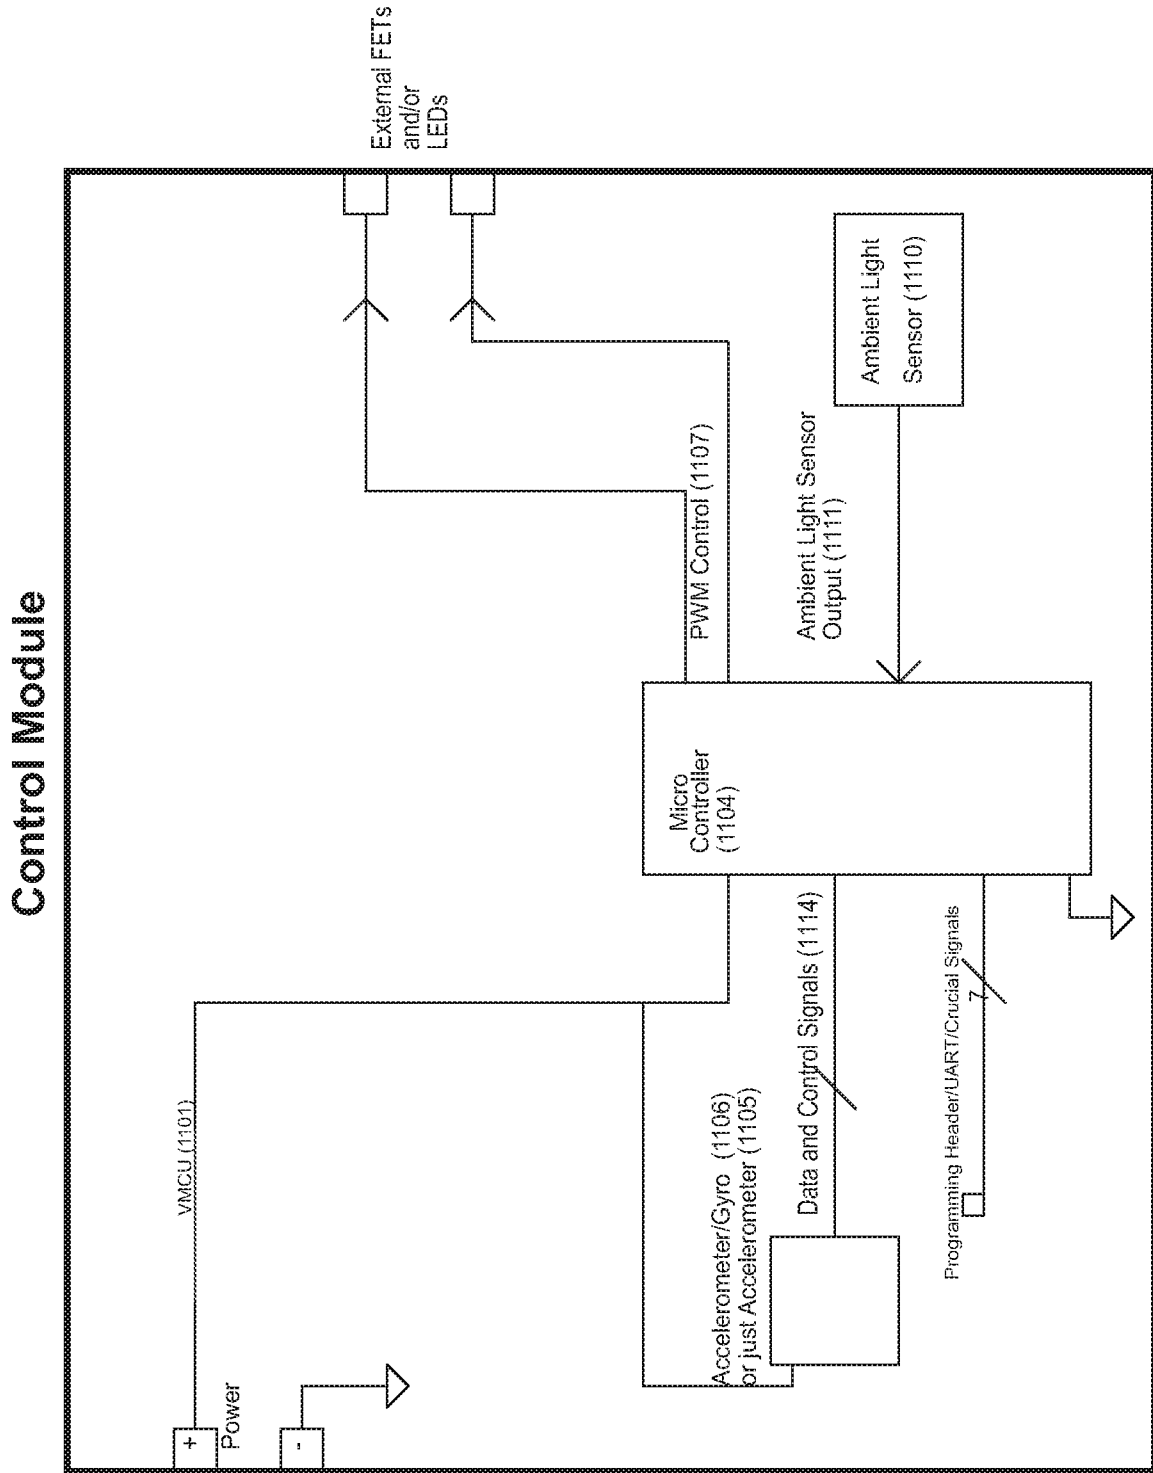 Control Module
External FETs
and/or
LEDs
+
Power
-
VMCU (1101)
PWM Control (1107)
Micro
Controller
(1104)
Ambient Light Sensor
Output (1111)
Ambient Light
Sensor (1110)
Accelerometer/Gyro (1106)
or just Accelerometer (1105)
Data and Control Signals (1114)
Programming Header/UART/Crucial Signals
7